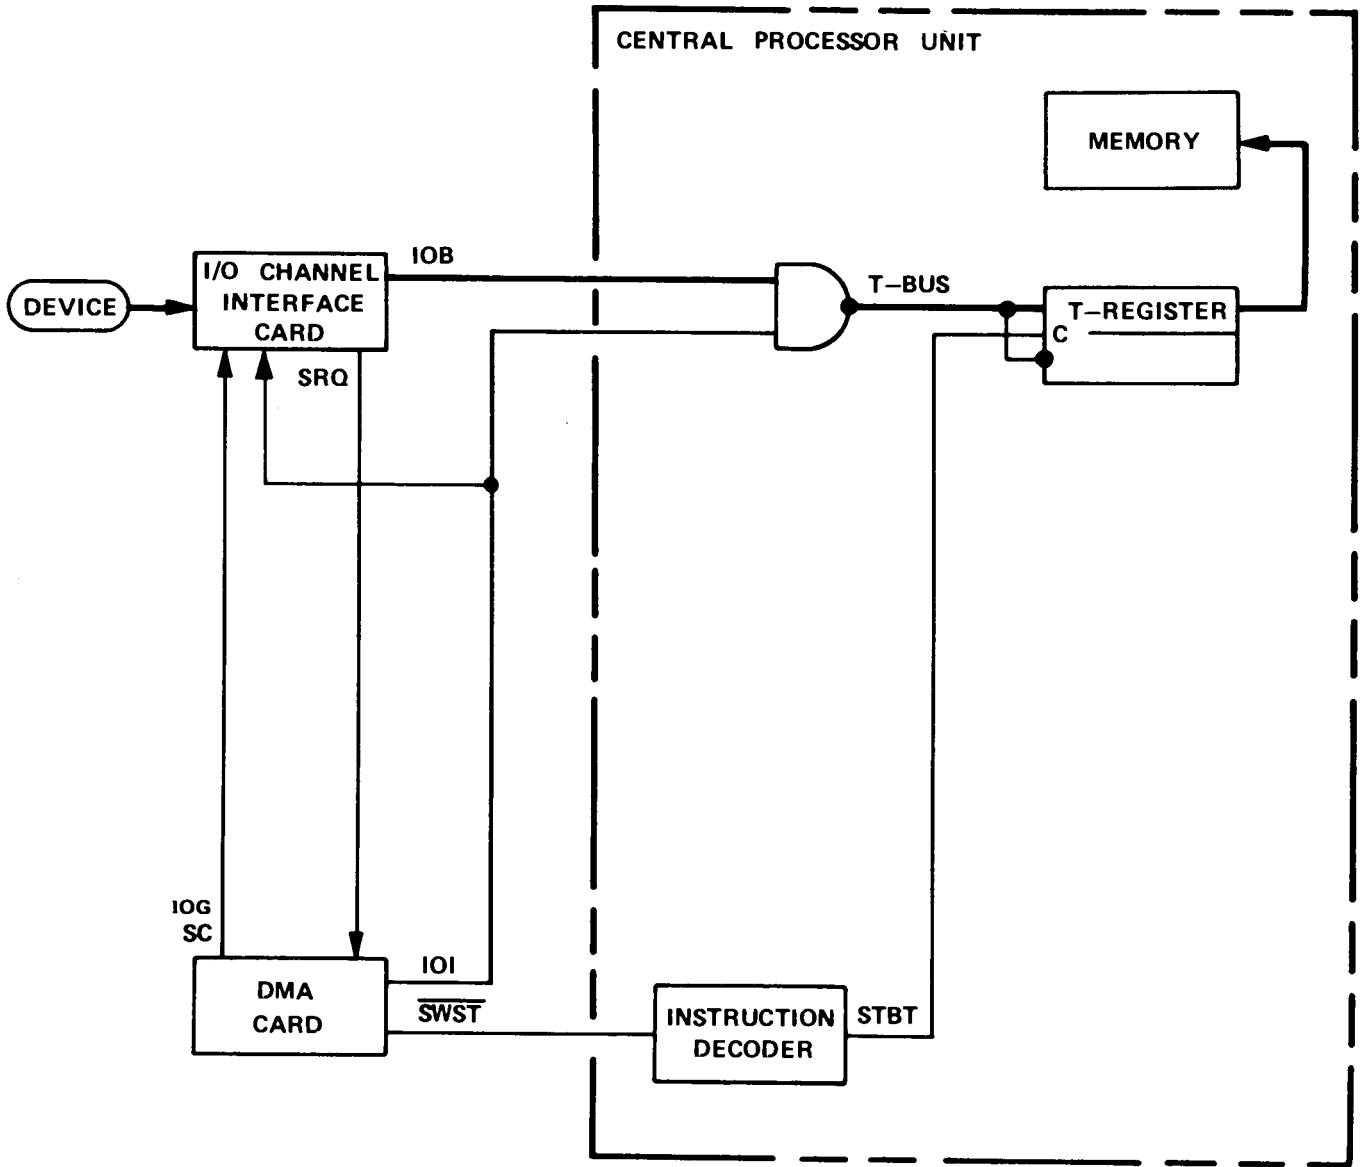 CENTRAL PROCESSOR UNIT
MEMORY
IOB
I/O CHANNEL
INTERFACE
CARD
DEVICE
T-BUS
T-REGISTER
C
SRQ
IOG
SC
IOI
SWST
DMA
CARD
INSTRUCTION
DECODER
STBT